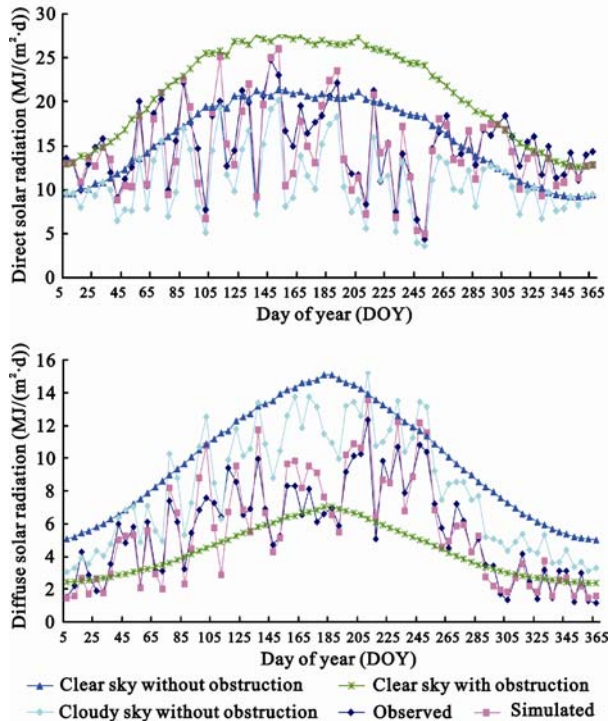 Direct solar radiation (MJ/(m²·d))
30
25
20
15
10
5
0
5 25 45 65 85 105 125 145 165 185 205 225 245 265 285 305 325 345 365
Day of year (DOY)
Diffuse solar radiation (MJ/(m²·d))
16
14
12
10
8
6
4
2
0
5 25 45 65 85 105 125 145 165 185 205 225 245 265 285 305 325 345 365
Day of year (DOY)
Clear sky without obstruction Clear sky with obstruction
Cloudy sky without obstruction Observed Simulated